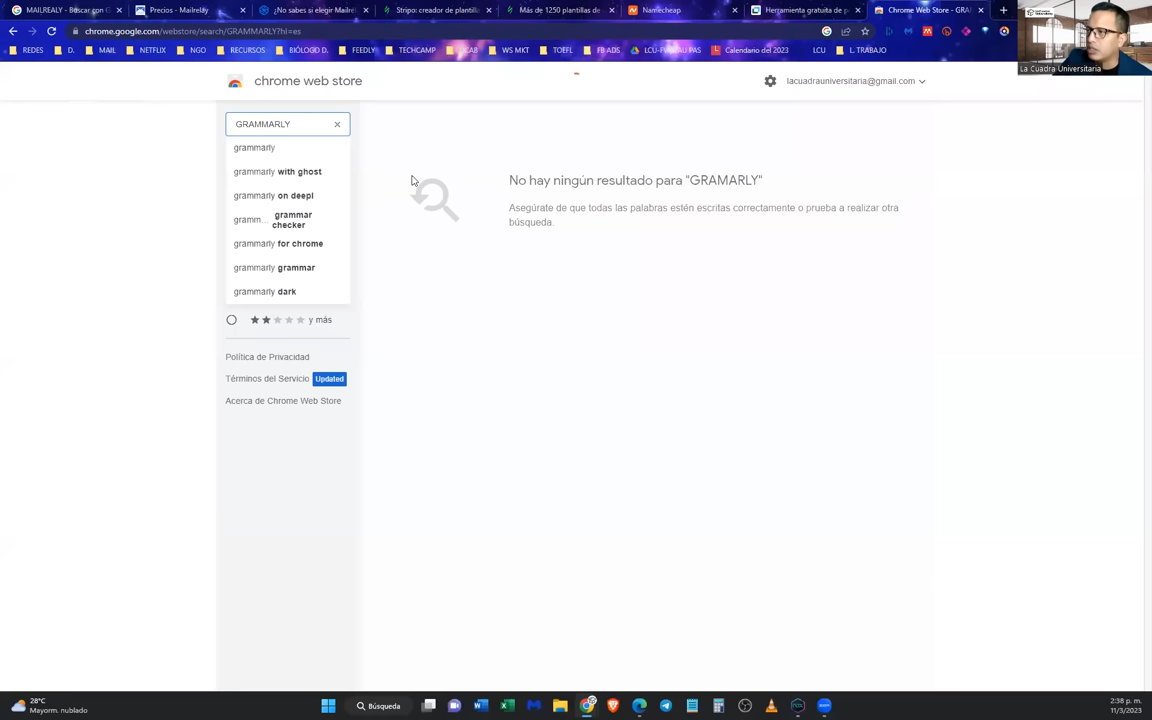 MAILREALY - Buscar con G
Precios - Mailrelay
¿No sabes si elegir Mailre
Stripo: creador de plantill
Más de 1250 plantillas de
Namecheap
Herramienta gratuita de p
Chrome Web Store - GRA
chrome.google.com/webstore/search/GRAMMARLY?hl=es
REDES
D.
MAIL
NETFLIX
NGO
RECURSOS
BIÓLOGO D.
FEEDLY
TECHCAMP
WS MKT
TOEFL
FB ADS
Calendario del 2023
LCU
L. TRABAJO
La Cuadra Universitaria
chrome web store
lacuadrauniversitaria@gmail.com
GRAMMARLY
grammarly
grammarly with ghost
grammarly on deepl
gramm... grammar checker
grammarly for chrome
grammarly grammar
grammarly dark
y más
No hay ningún resultado para "GRAMARLY"
Asegúrate de que todas las palabras estén escritas correctamente o prueba a realizar otra
búsqueda.
Política de Privacidad
Términos del Servicio Updated
Acerca de Chrome Web Store
28°C
Mayorm. nublado
Búsqueda
2:38 p. m.
11/3/2023